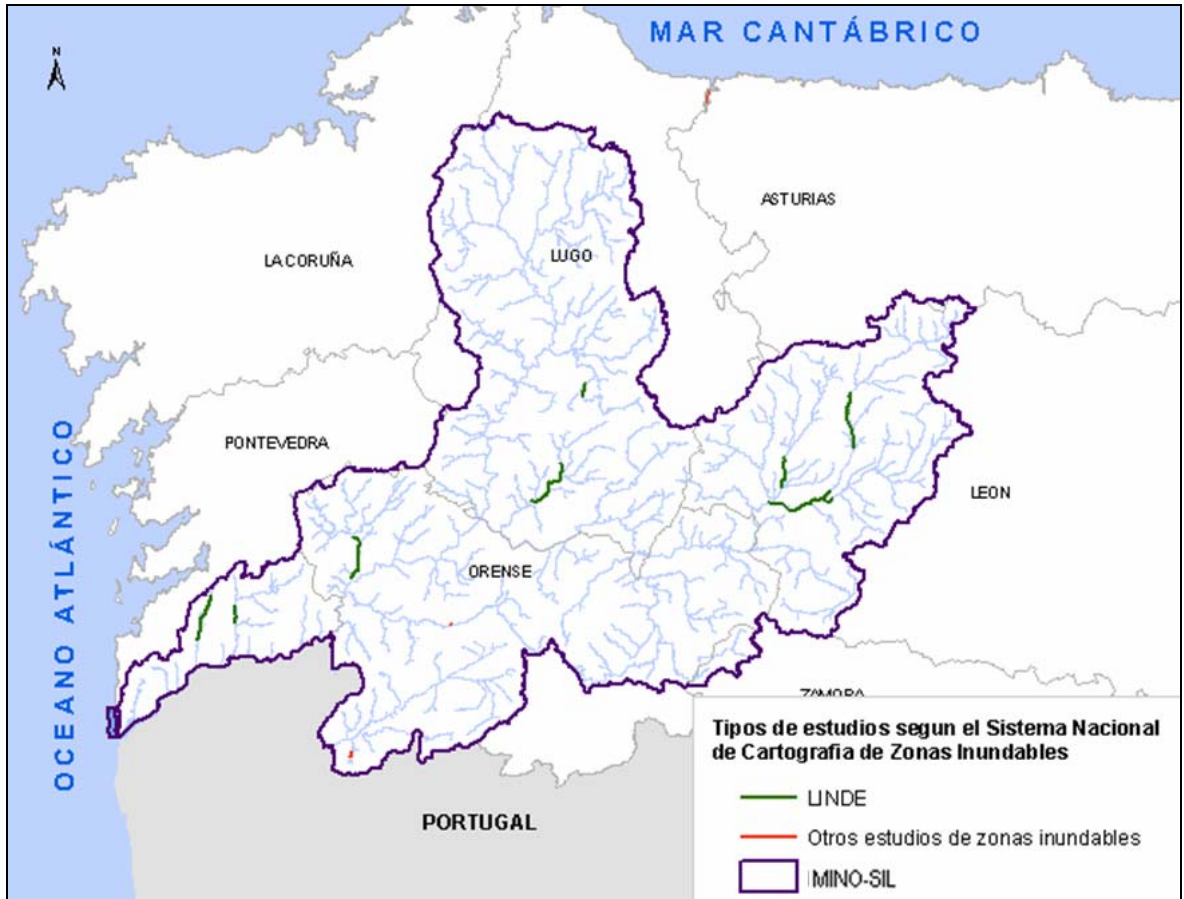 MAR CANTÁBRICO
N
ASTURIAS
LA CORUÑA
LUGO
PONTEVEDRA
LEON
ORENSE
OCEANO ATLÁNTICO
ZAMORA
PORTUGAL
Tipos de estudios segun el Sistema Nacional
de Cartografia de Zonas Inundables
LINDE
Otros estudios de zonas inundables
MINO-SIL